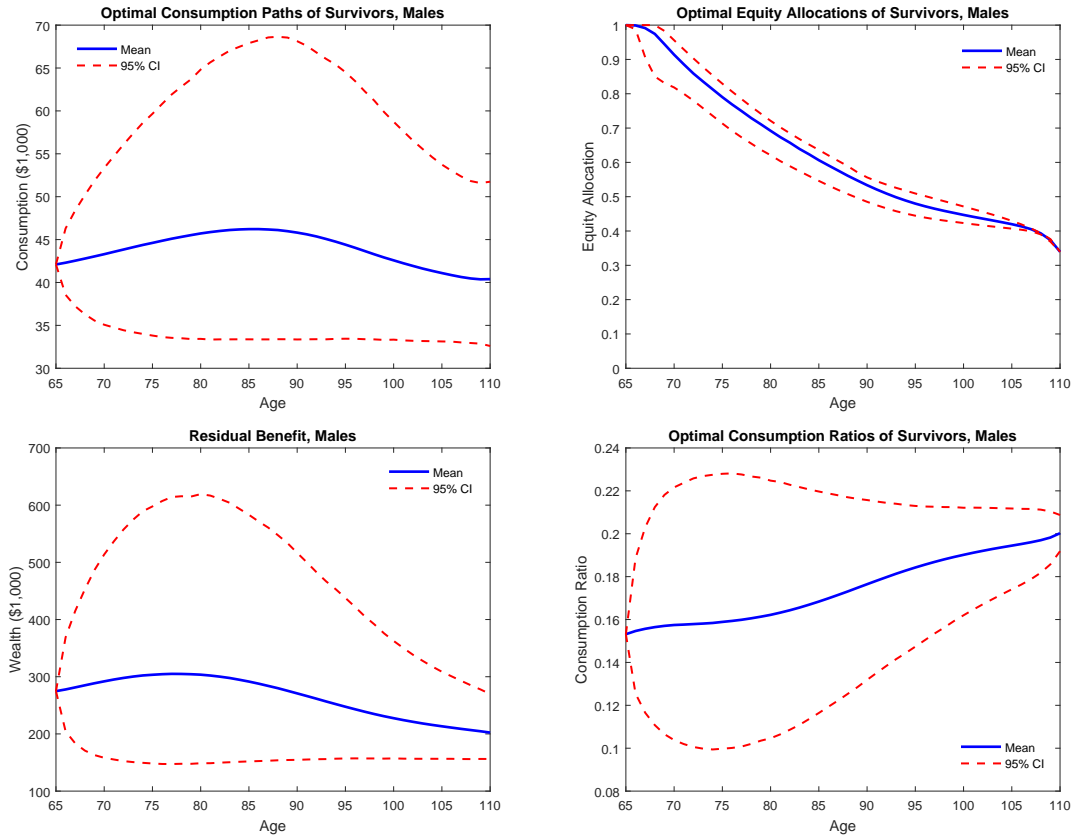 Optimal Consumption Paths of Survivors, Males
70
65
60
55
50
45
40
35
30
Consumption ($1,000)
Mean
95% CI
65 70 75 80 85 90 95 100 105 110
Age
Optimal Equity Allocations of Survivors, Males
1
0.9
0.8
0.7
0.6
0.5
0.4
0.3
0.2
0.1
0
Equity Allocation
Mean
95% CI
65 70 75 80 85 90 95 100 105 110
Age
Residual Benefit, Males
700
600
500
400
300
200
100
Wealth ($1,000)
Mean
95% CI
65 70 75 80 85 90 95 100 105 110
Age
Optimal Consumption Ratios of Survivors, Males
0.24
0.22
0.2
0.18
0.16
0.14
0.12
0.1
0.08
Consumption Ratio
Mean
95% CI
65 70 75 80 85 90 95 100 105 110
Age